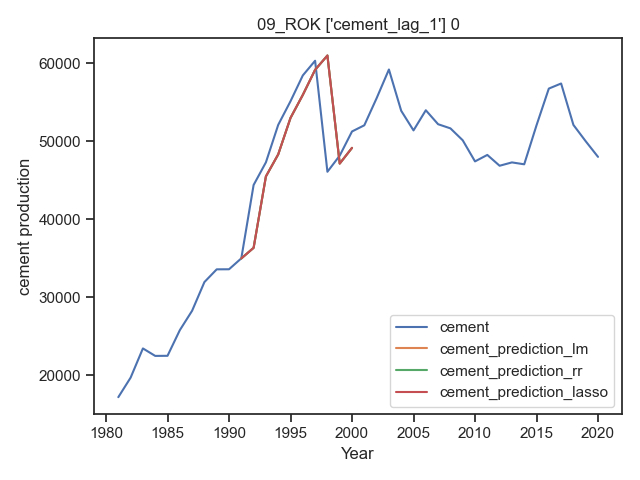 09_ROK ['cement_lag_1'] 0
60000
50000
40000
30000
20000
cement production
1980
1985
1990
1995
2000
2005
2010
2015
2020
Year
cement
cement_prediction_lm
cement_prediction_rr
cement_prediction_lasso